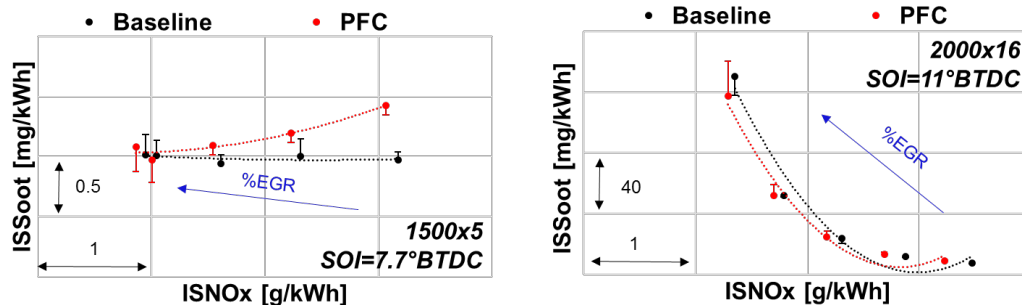 Baseline PFC
ISSoot [mg/kWh]
0.5
%EGR
1
1500x5
SOI=7.7°BTDC
ISNOx [g/kWh]
Baseline PFC
2000x16
SOI=11°BTDC
ISSoot [mg/kWh]
%EGR
40
1
ISNOx [g/kWh]